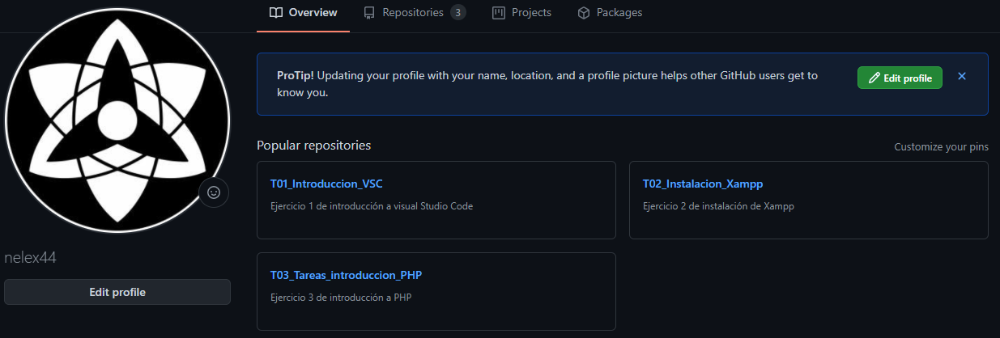 Overview Repositories 3 Projects Packages
ProTip! Updating your profile with your name, location, and a profile picture helps other GitHub users get to
know you.
Edit profile
Popular repositories
Customize your pins
T01_Introduccion_VSC
Ejercicio 1 de introducción a visual Studio Code
T02_Instalacion_Xampp
Ejercicio 2 de instalación de Xampp
T03_Tareas_introduccion_PHP
Ejercicio 3 de introducción a PHP
nelex44
Edit profile